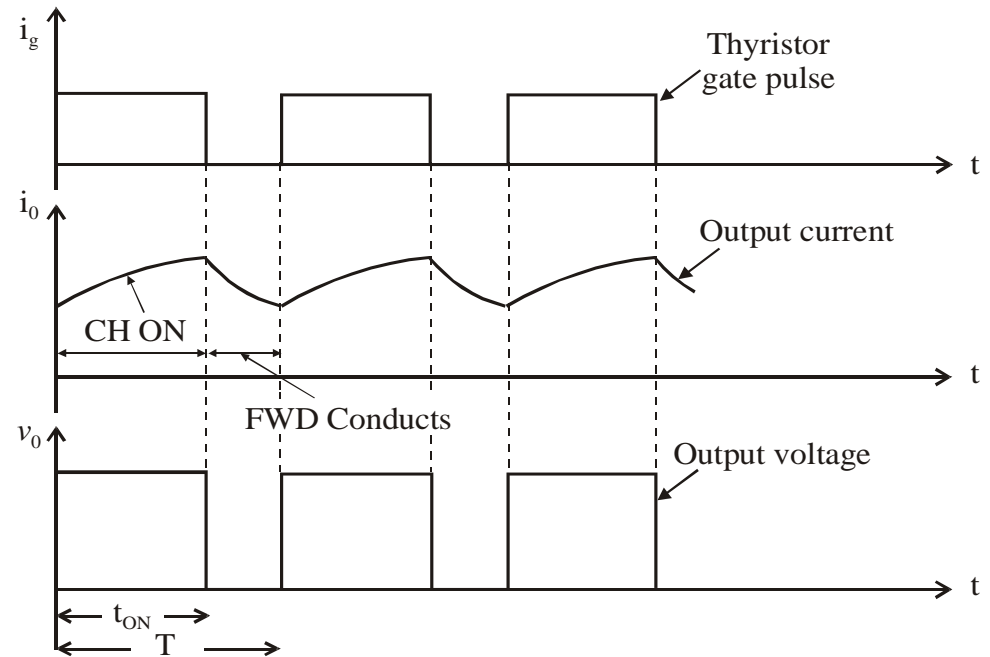 i_g
Thyristor
gate pulse
t
i_0
Output current
CH ON
t
FWD Conducts
v_0
Output voltage
t
t_ON
T